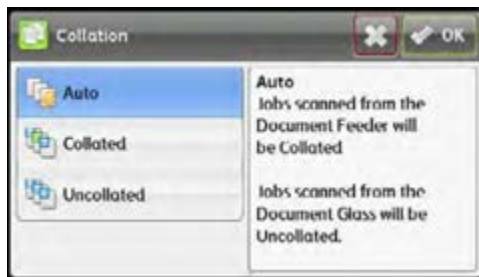 Collation
OK
Auto
Collated
Uncollated
Auto
Jobs scanned from the
Document Feeder will
be Collated
Jobs scanned from the
Document Glass will be
Uncollated.